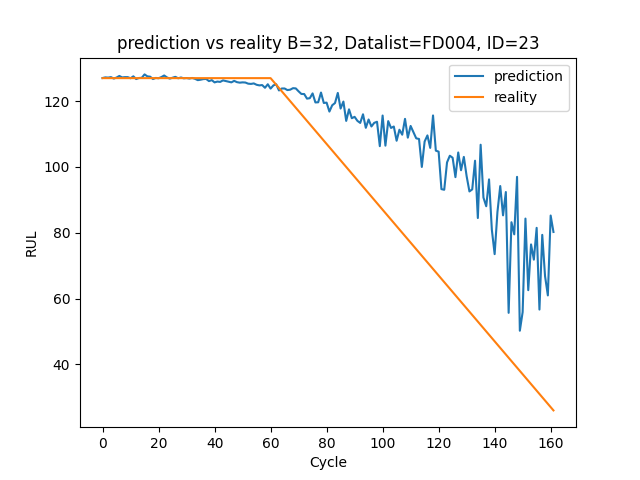 prediction vs reality B=32, Datalist=FD004, ID=23
prediction
reality
120
100
80
60
40
RUL
0 20 40 60 80 100 120 140 160
Cycle